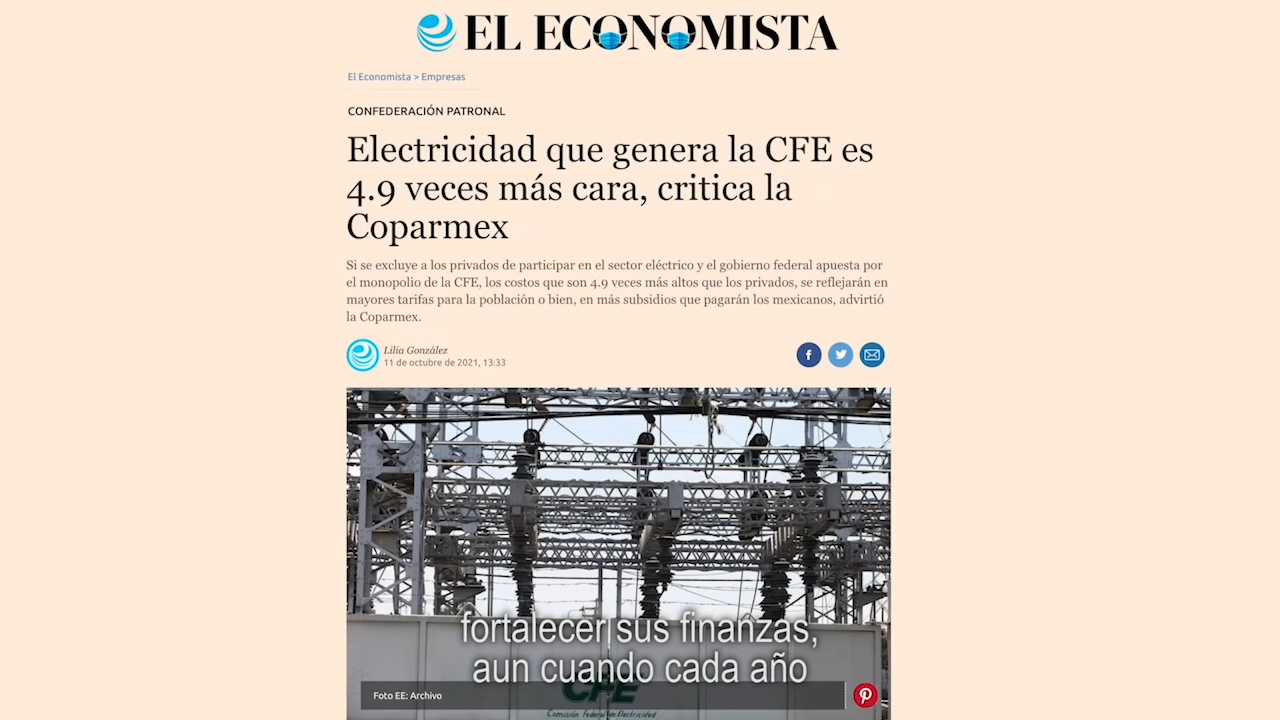 EL ECONOMISTA
El Economista > Empresas
CONFEDERACIÓN PATRONAL
Electricidad que genera la CFE es
4.9 veces más cara, critica la
Coparmex
Si se excluye a los privados de participar en el sector eléctrico y el gobierno federal apuesta por
el monopolio de la CFE, los costos que son 4.9 veces más altos que los privados, se reflejarán en
mayores tarifas para la población o bien, en más subsidios que pagarán los mexicanos, advirtió
la Coparmex.
Lilia González
11 de octubre de 2021, 13:33
fortalecer sus finanzas,
aun cuando cada año
CFE
Foto EE: Archivo
Comisión Federal de Electricidad